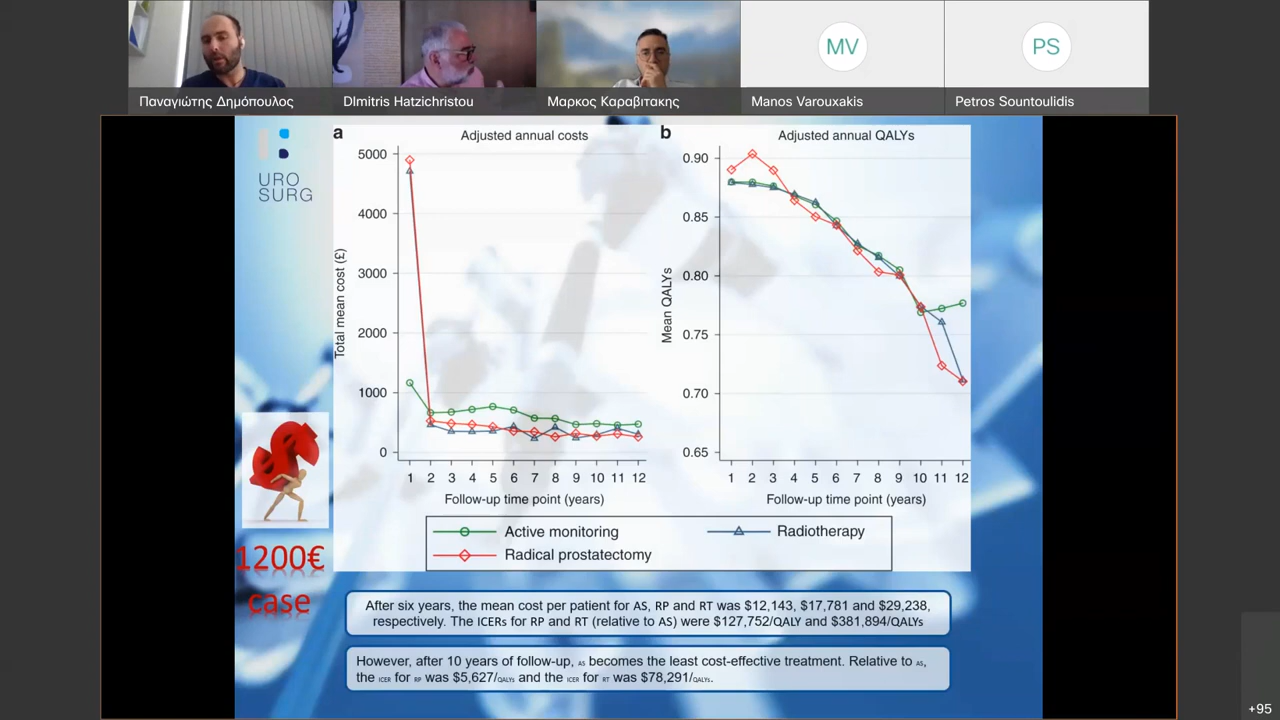 MV
PS
Παναγιώτης Δημόπουλος
DImitris Hatzichristou
Μαρκος Καραβιτακης
Manos Varouxakis
Petros Sountoulidis
URO
SURG
a
Adjusted annual costs
5000
4000
3000
2000
1000
0
Total mean cost (£)
1 2 3 4 5 6 7 8 9 10 11 12
Follow-up time point (years)
b
Adjusted annual QALYs
0.90
0.85
0.80
0.75
0.70
0.65
Mean QALYs
1 2 3 4 5 6 7 8 9 10 11 12
Follow-up time point (years)
Active monitoring
Radiotherapy
Radical prostatectomy
1200€
case
After six years, the mean cost per patient for AS, RP and RT was $12,143, $17,781 and $29,238,
respectively. The ICERs for RP and RT (relative to AS) were $127,752/QALY and $381,894/QALYs
However, after 10 years of follow-up, AS becomes the least cost-effective treatment. Relative to AS,
the ICER for RP was $5,627/QALYs and the ICER for RT was $78,291/QALYs.
+95